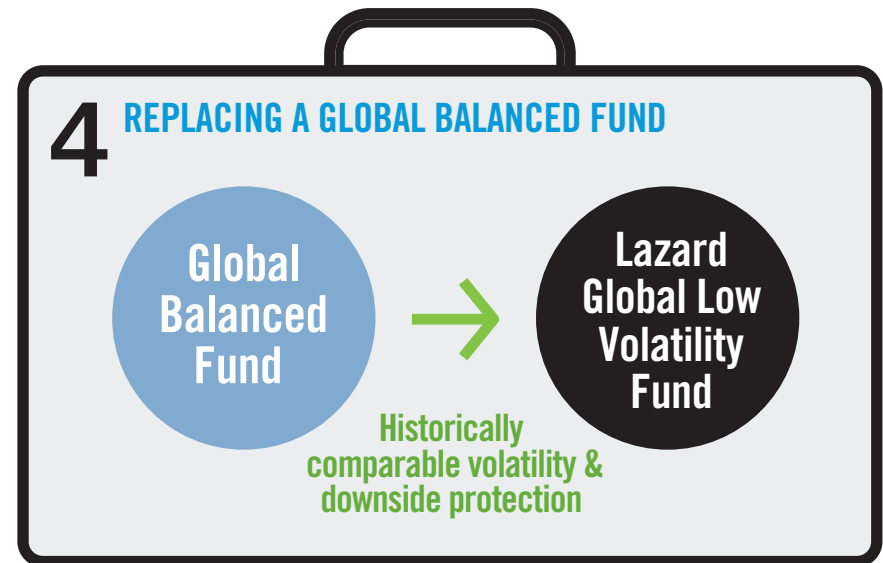 4
REPLACING A GLOBAL BALANCED FUND
Global
Balanced
Fund
Lazard
Global Low
Volatility
Fund
Historically
comparable volatility &
downside protection